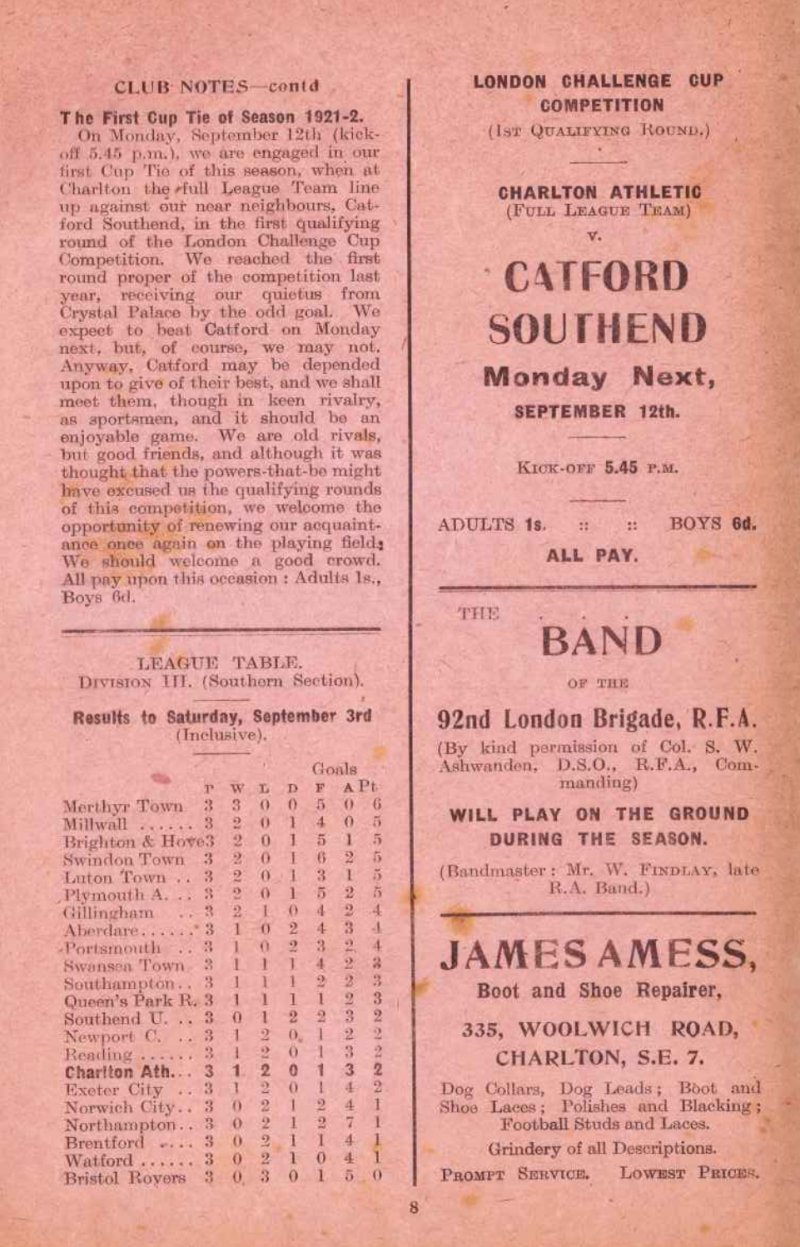 CLUB NOTES—contd
The First Cup Tie of Season 1921-2.
On Monday, September 12th (kick-
off 5.45 p.m.), we are engaged in our
first Cup Tie of this season, when at
Charlton the full League Team line
up against our near neighbours, Cat-
ford Southend, in the first qualifying
round of the London Challenge Cup
Competition. We reached the first
round proper of the competition last
year, receiving our quietus from
Crystal Palace by the odd goal. We
expect to beat Catford on Monday
next, but, of course, we may not.
Anyway, Catford may be depended
upon to give of their best, and we shall
meet them, though in keen rivalry,
as sportsmen, and it should be an
enjoyable game. We are old rivals,
but good friends, and although it was
thought that the powers-that-be might
have excused us the qualifying rounds
of this competition, we welcome the
opportunity of renewing our acquaint-
ance once again on the playing field;
We should welcome a good crowd.
All pay upon this occasion : Adults 1s.,
Boys 6d.
LEAGUE TABLE.
DIVISION III. (Southern Section).
Results to Saturday, September 3rd
(Inclusive).
Goals
P W L D F A Pt
Merthyr Town 3 3 0 0 5 0 6
Millwall ...... 3 2 0 1 4 0 5
Brighton & Hove 3 2 0 1 5 1 5
Swindon Town 3 2 0 1 6 2 5
Luton Town .. 3 2 0 1 3 1 5
Plymouth A. .. 3 2 0 1 5 2 5
Gillingham .. 3 2 1 0 4 2 4
Aberdare...... 3 1 0 2 4 3 4
Portsmouth .. 3 1 0 2 3 2 4
Swansea Town 3 1 1 1 4 2 3
Southampton.. 3 1 1 1 2 2 3
Queen's Park R. 3 1 1 1 1 2 3
Southend U. .. 3 0 1 2 2 3 2
Newport C. .. 3 1 2 0 1 2 2
Reading ...... 3 1 2 0 1 3 2
Charlton Ath... 3 1 2 0 1 3 2
Exeter City .. 3 1 2 0 1 4 2
Norwich City.. 3 0 2 1 2 4 1
Northampton.. 3 0 2 1 2 7 1
Brentford .... 3 0 2 1 1 4 1
Watford ...... 3 0 2 1 0 4 1
Bristol Rovers 3 0 3 0 1 5 0
LONDON CHALLENGE CUP
COMPETITION
(1ST QUALIFYING ROUND.)
CHARLTON ATHLETIC
(FULL LEAGUE TEAM)
v.
CATFORD
SOUTHEND
Monday Next,
SEPTEMBER 12th.
KICK-OFF 5.45 P.M.
ADULTS 1s. :: :: BOYS 6d.
ALL PAY.
THE . . .
BAND
OF THE
92nd London Brigade, R.F.A.
(By kind permission of Col. S. W.
Ashwanden, D.S.O., R.F.A., Com-
manding)
WILL PLAY ON THE GROUND
DURING THE SEASON.
(Bandmaster : Mr. W. FINDLAY, late
R.A. Band.)
JAMES AMESS,
Boot and Shoe Repairer,
335, WOOLWICH ROAD,
CHARLTON, S.E. 7.
Dog Collars, Dog Leads ; Boot and
Shoe Laces ; Polishes and Blacking ;
Football Studs and Laces.
Grindery of all Descriptions.
PROMPT SERVICE. LOWEST PRICES.
8